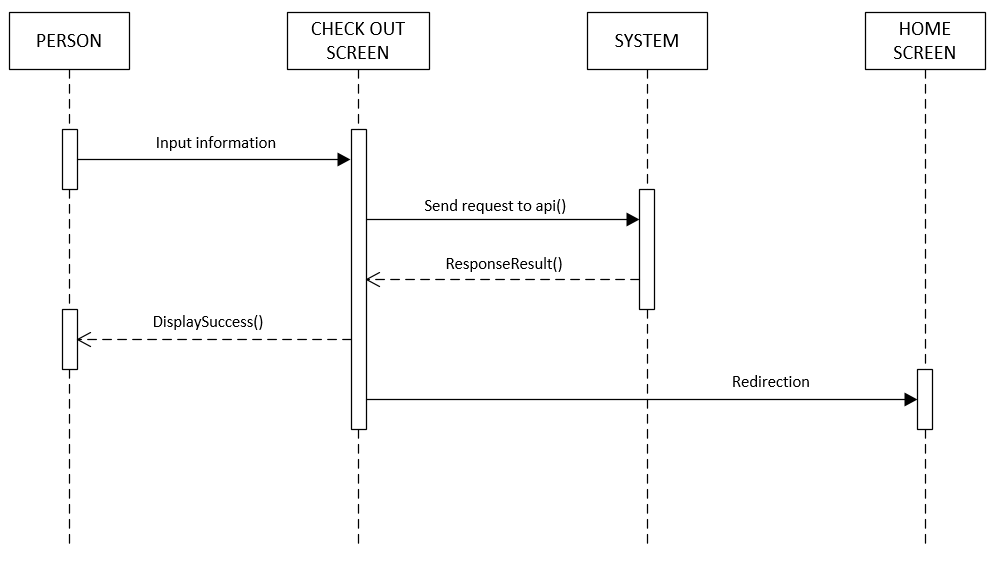 PERSON
CHECK OUT
SCREEN
SYSTEM
HOME
SCREEN
Input information
Send request to api()
ResponseResult()
DisplaySuccess()
Redirection